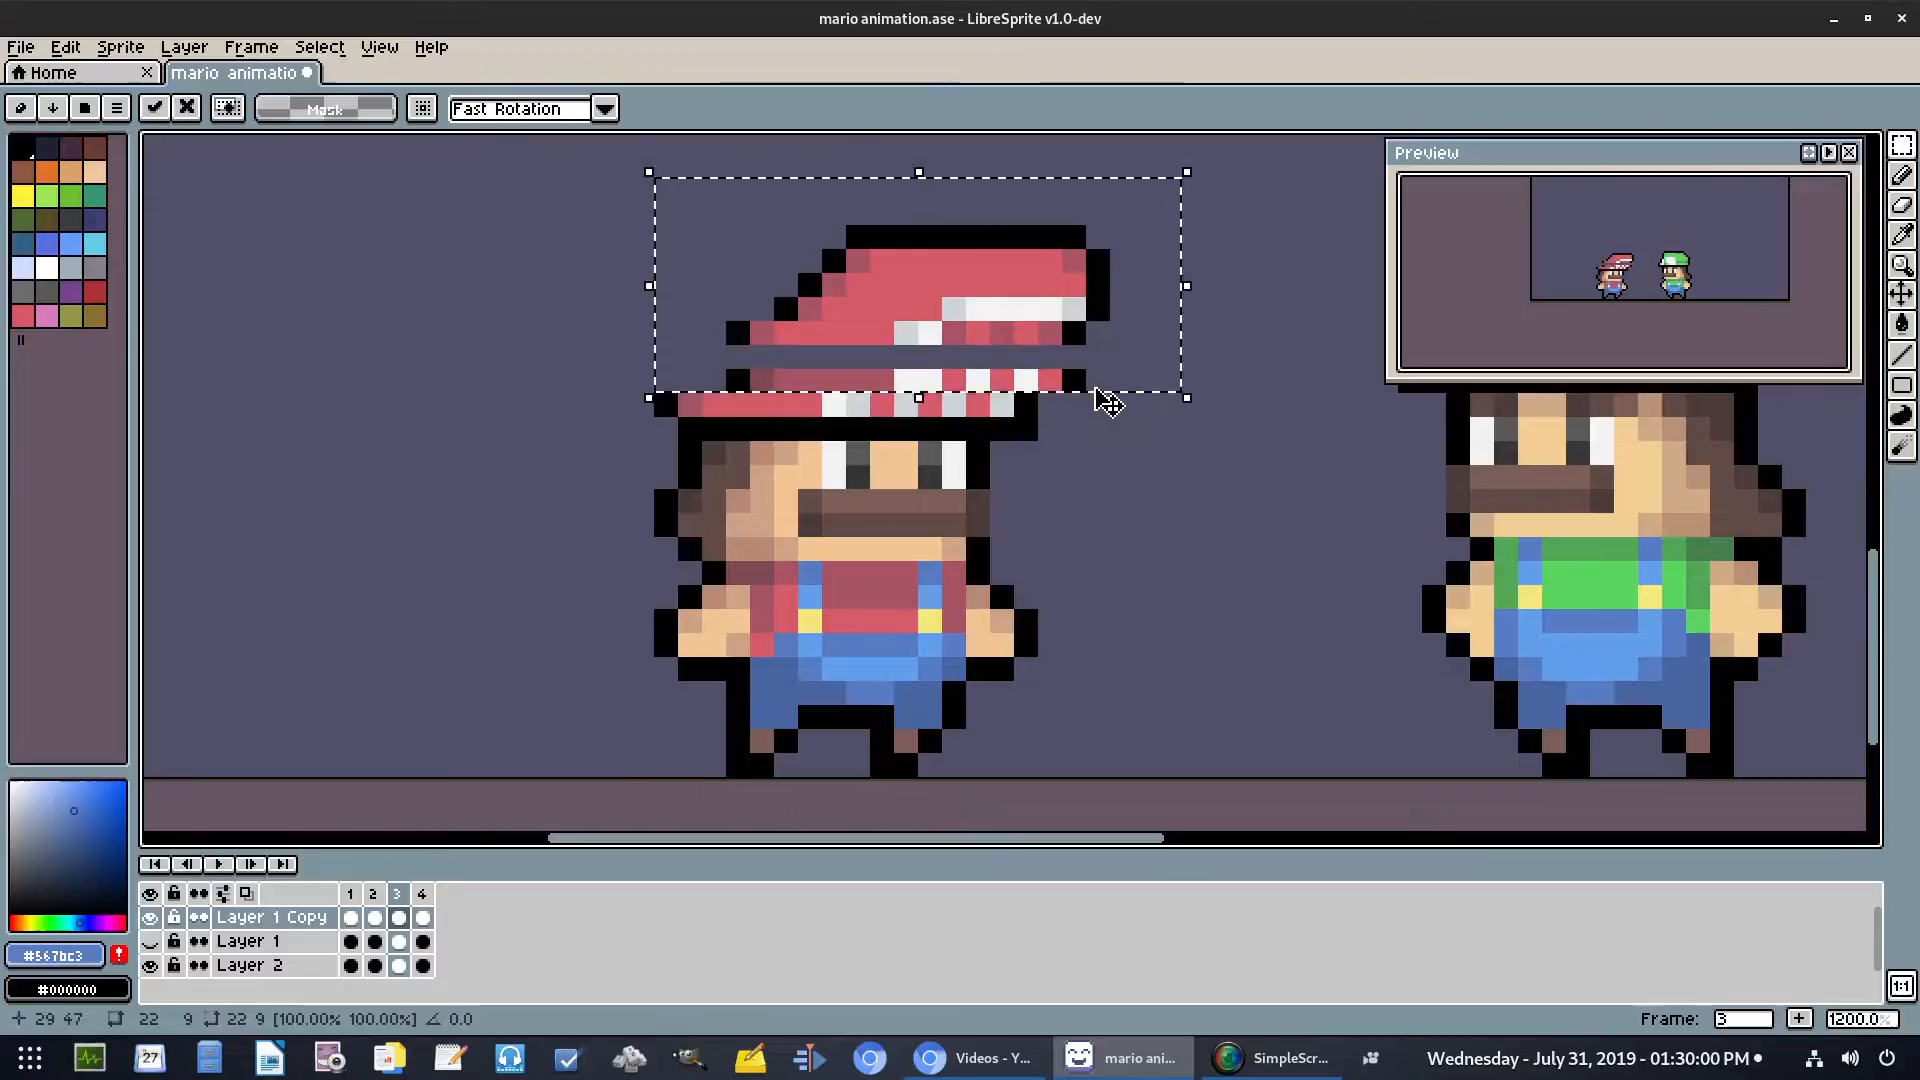 mario animation.ase - LibreSprite v1.0-dev
File Edit Sprite Layer Frame Select View Help
Home
mario animatio
Mask
Fast Rotation
Preview
1 2 3 4
Layer 1 Copy
Layer 1
Layer 2
#567bc3
#000000
1:1
29 47 22 9 22 9 [100.00% 100.00%] 0.0
Frame: 3 + 1200.0%
27
Videos - Y...
mario ani...
SimpleScr...
Wednesday - July 31, 2019 - 01:30:00 PM